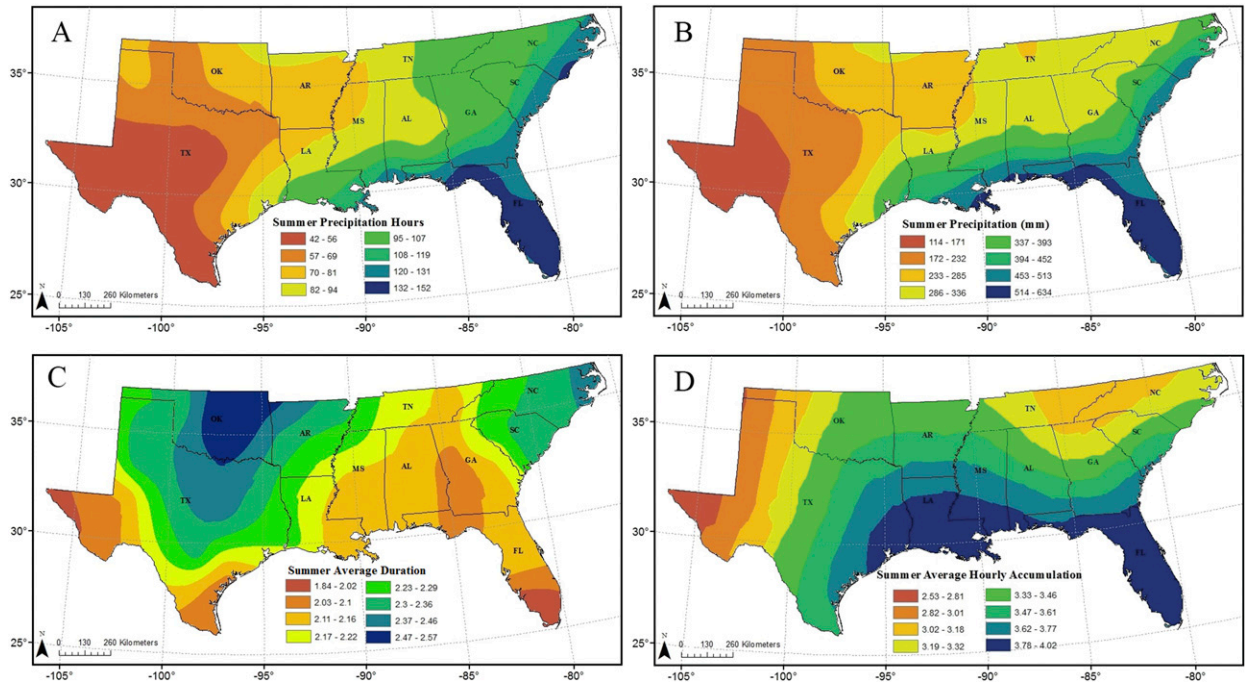 A
35°
30°
25°
OK
TN
NC
AR
SC
MS
AL
GA
TX
LA
FL
Summer Precipitation Hours
42 - 56
57 - 69
70 - 81
82 - 94
95 - 107
108 - 119
120 - 131
132 - 152
N
0 130 260 Kilometers
-105° -100° -95° -90° -85° -80°
B
35°
30°
25°
OK
TN
NC
AR
SC
MS
AL
GA
TX
LA
FL
Summer Precipitation (mm)
114 - 171
172 - 232
233 - 285
286 - 336
337 - 393
394 - 452
453 - 513
514 - 634
N
0 130 260 Kilometers
-105° -100° -95° -90° -85° -80°
C
35°
30°
25°
OK
TN
NC
AR
SC
MS
AL
GA
TX
LA
FL
Summer Average Duration
1.84 - 2.02
2.03 - 2.1
2.11 - 2.16
2.17 - 2.22
2.23 - 2.29
2.3 - 2.36
2.37 - 2.46
2.47 - 2.57
N
0 130 260 Kilometers
-105° -100° -95° -90° -85° -80°
D
35°
30°
25°
OK
TN
NC
AR
SC
MS
AL
GA
TX
LA
FL
Summer Average Hourly Accumulation
2.53 - 2.81
2.82 - 3.01
3.02 - 3.18
3.19 - 3.32
3.33 - 3.46
3.47 - 3.61
3.62 - 3.77
3.78 - 4.02
N
0 130 260 Kilometers
-105° -100° -95° -90° -85° -80°